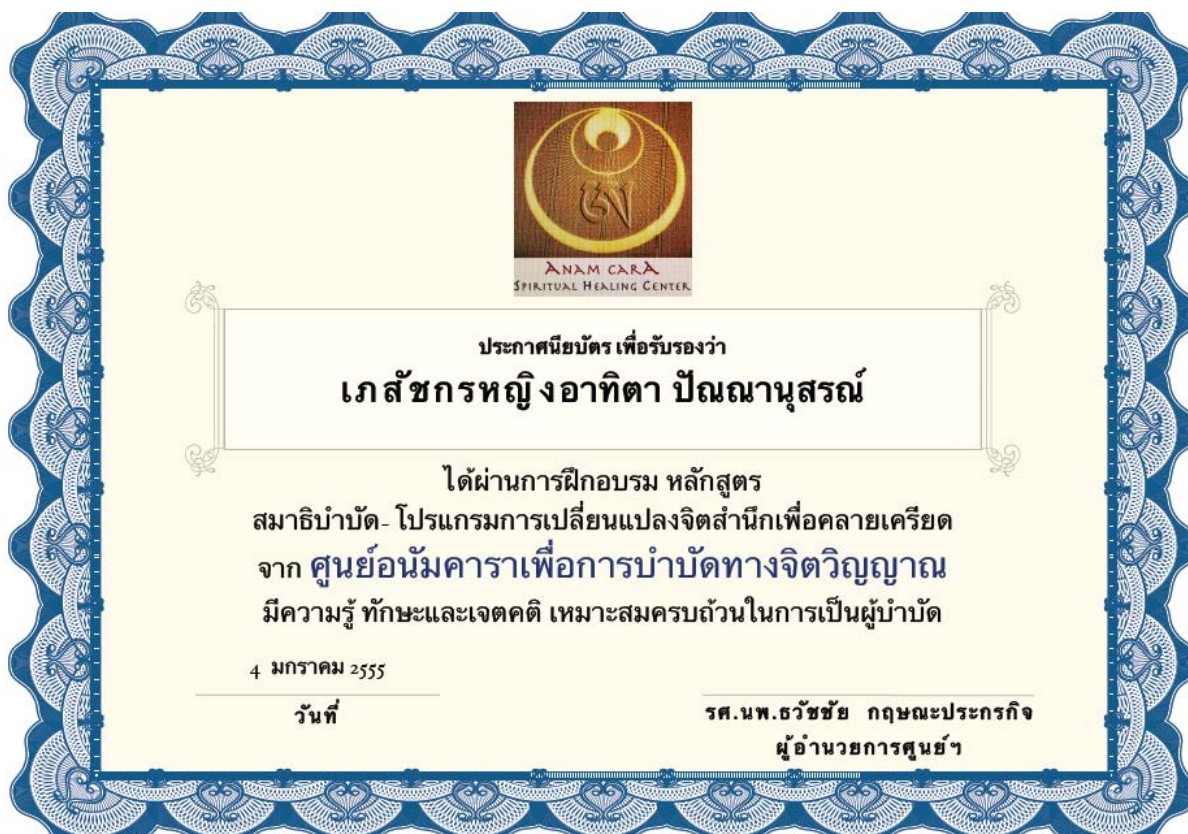 ANAM CARA
SPIRITUAL HEALING CENTER
ประกาศนียบัตร เพื่อรับรองว่า
เภสัชกรหญิงอาทิตา ปัณณานุสรณ์
ได้ผ่านการฝึกอบรม หลักสูตร
สมาธิบำบัด- โปรแกรมการเปลี่ยนแปลงจิตสำนึกเพื่อคลายเครียด
จาก ศูนย์อนัมคาราเพื่อการบำบัดทางจิตวิญญาณ
มีความรู้ ทักษะและเจตคติ เหมาะสมครบถ้วนในการเป็นผู้บำบัด
4 มกราคม 2555
วันที่
รศ.นพ.ธวัชชัย กฤษณะประกรกิจ
ผู้อำนวยการศูนย์ฯ